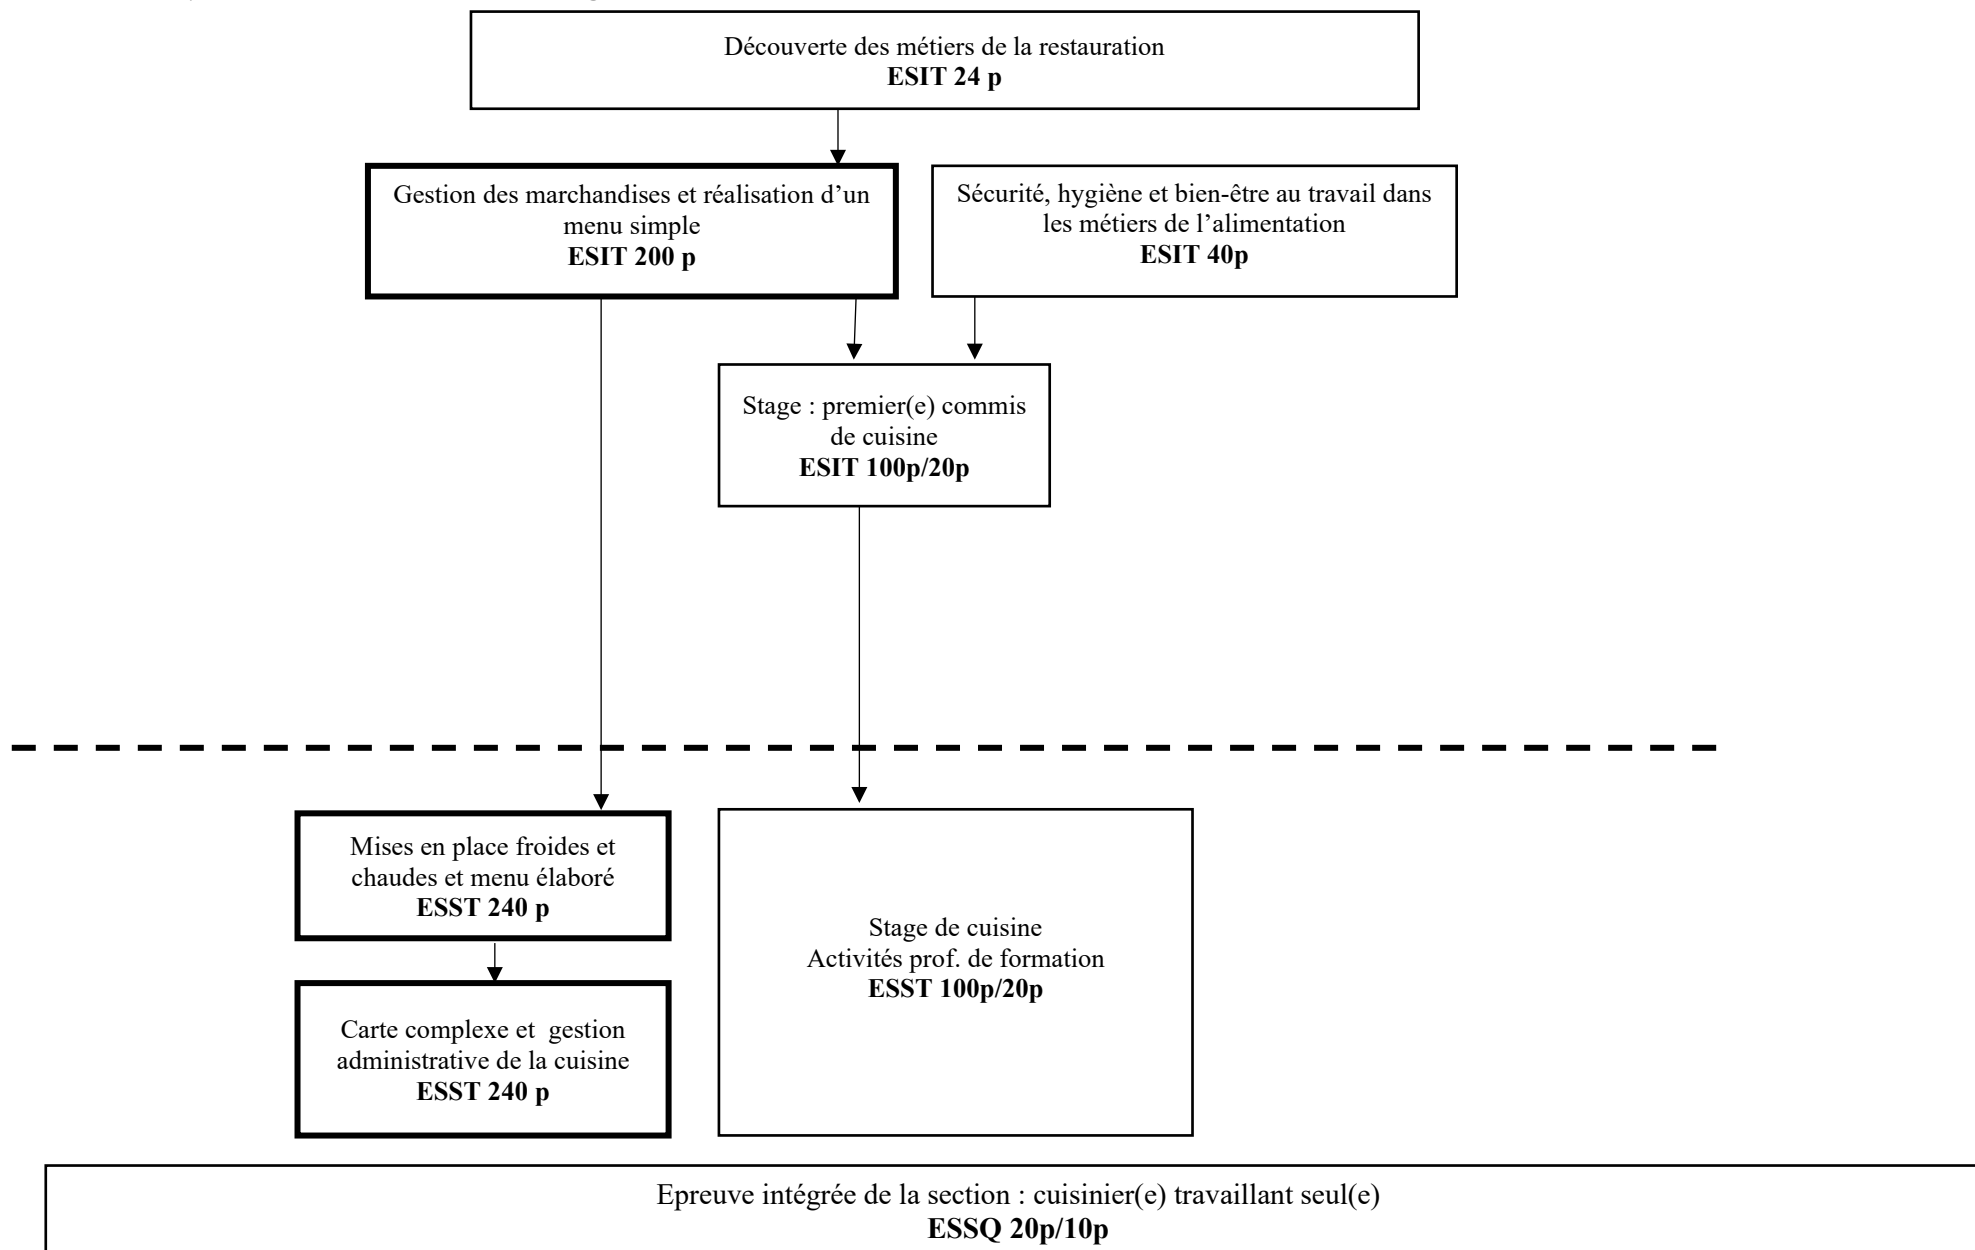 Découverte des métiers de la restauration
ESIT 24 p
Gestion des marchandises et réalisation d’un
menu simple
ESIT 200 p
Sécurité, hygiène et bien-être au travail dans
les métiers de l’alimentation
ESIT 40p
Stage : premier(e) commis
de cuisine
ESIT 100p/20p
Mises en place froides et
chaudes et menu élaboré
ESST 240 p
Stage de cuisine
Activités prof. de formation
ESST 100p/20p
Carte complexe et  gestion
administrative de la cuisine
ESST 240 p
Epreuve intégrée de la section : cuisinier(e) travaillant seul(e)
ESSQ 20p/10p